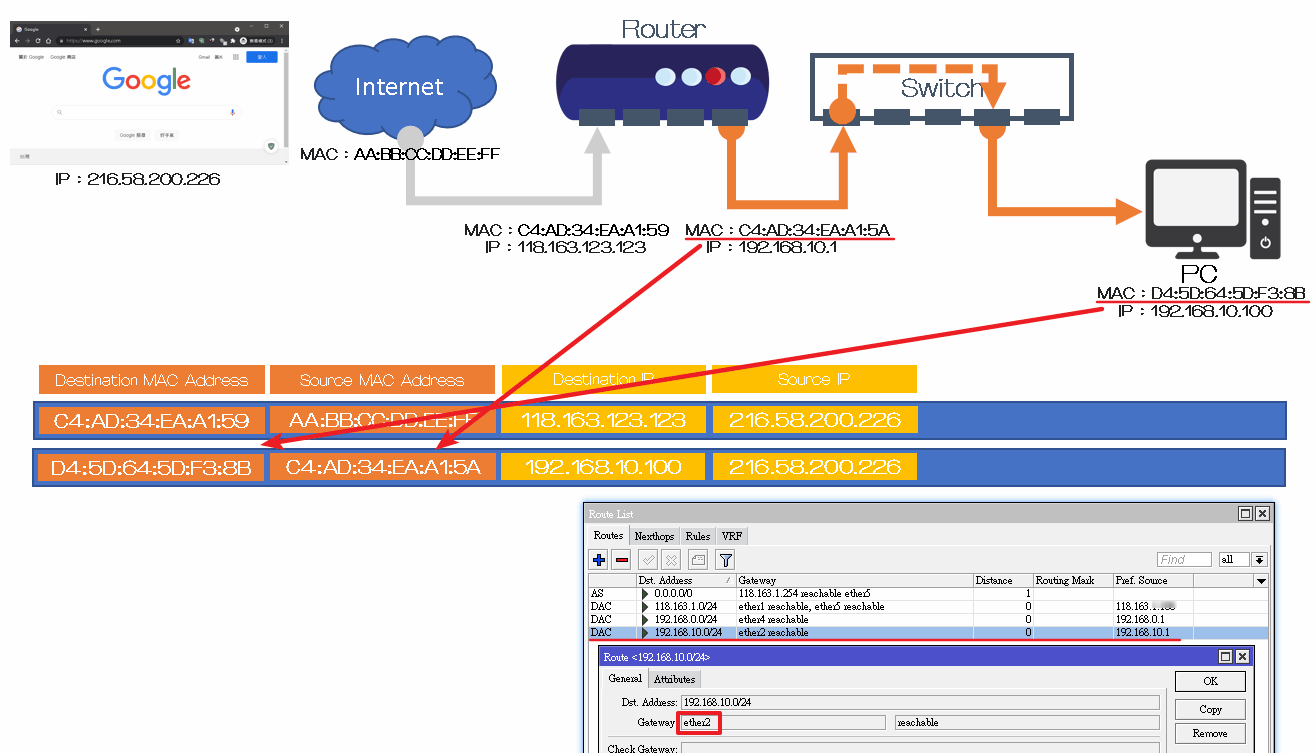 Google
https://www.google.com
關於 Google Google 商店
Gmail 圖片
登入
Google
Google 搜尋 好手氣
台灣
IP：216.58.200.226
Internet
MAC：AA:BB:CC:DD:EE:FF
Router
Switch
MAC：C4:AD:34:EA:A1:59
IP：118.163.123.123
MAC：C4:AD:34:EA:A1:5A
IP：192.168.10.1
PC
MAC：D4:5D:64:5D:F3:8B
IP：192.168.10.100
Destination MAC Address Source MAC Address Destination IP Source IP
C4:AD:34:EA:A1:59 AA:BB:CC:DD:EE:FF 118.163.123.123 216.58.200.226
D4:5D:64:5D:F3:8B C4:AD:34:EA:A1:5A 192.168.10.100 216.58.200.226
Route List
Routes Nexthops Rules VRF
Find all
Dst. Address Gateway Distance Routing Mark Pref. Source
AS 0.0.0.0/0 118.163.1.254 reachable ether5 1
DAC 118.163.1.0/24 ether1 reachable, ether5 reachable 0 118.163.
DAC 192.168.0.0/24 ether4 reachable 0 192.168.0.1
DAC 192.168.10.0/24 ether2 reachable 0 192.168.10.1
Route <192.168.10.0/24>
General Attributes
OK
Dst. Address: 192.168.10.0/24
Copy
Gateway: ether2 reachable
Remove
Check Gateway: